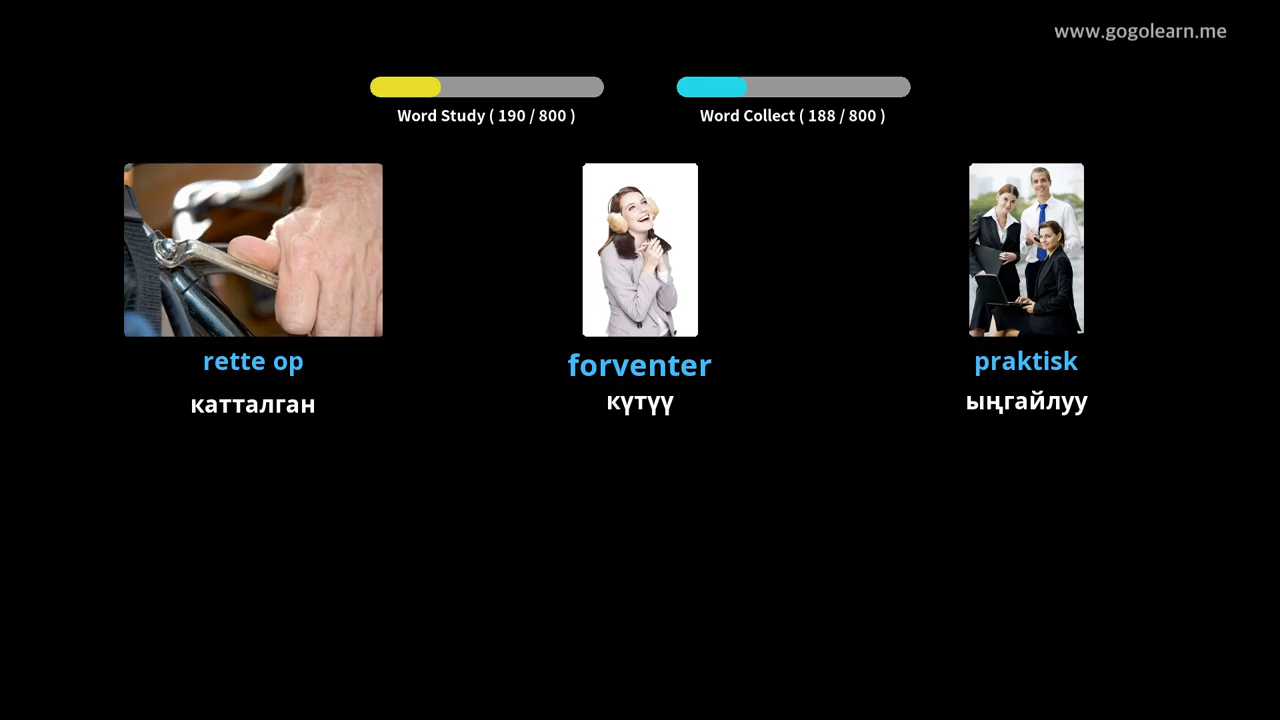 www.gogolearn.me
Word Study ( 190 / 800 )
Word Collect ( 188 / 800 )
rette op
forventer
praktisk
катталган
күтүү
ыңгайлуу